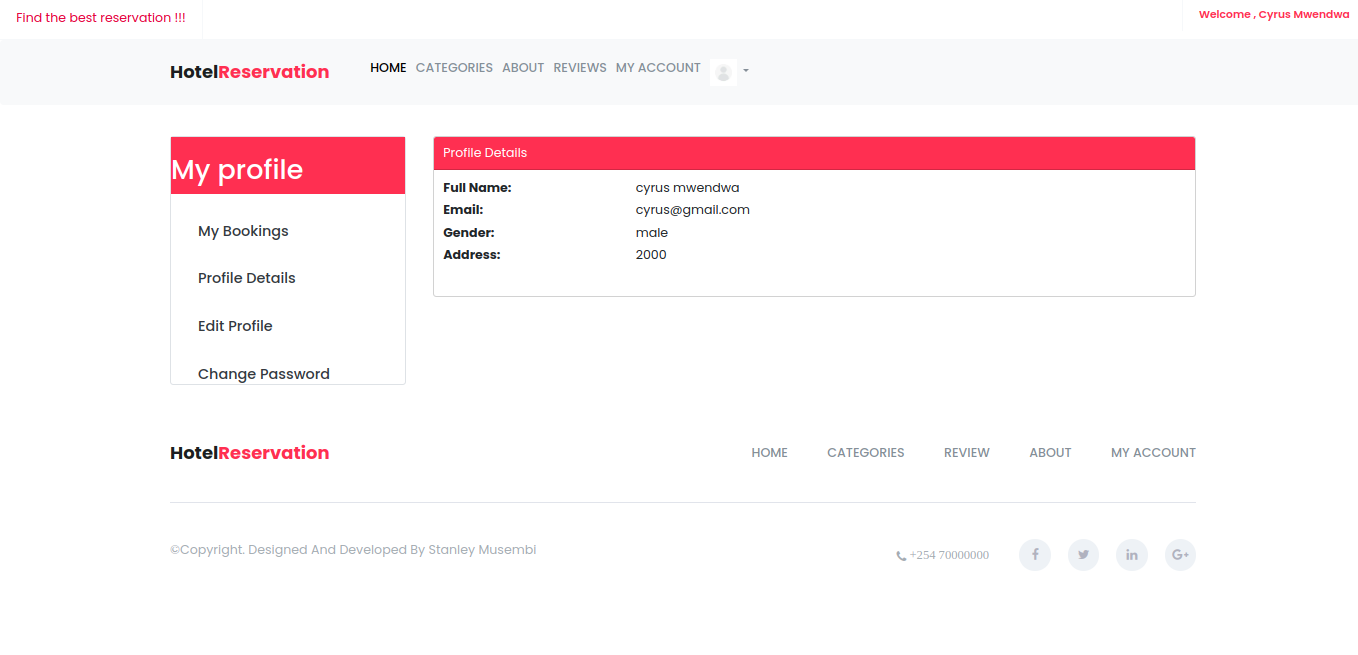 Find the best reservation !!!
Welcome , Cyrus Mwendwa
HotelReservation
HOME CATEGORIES ABOUT REVIEWS MY ACCOUNT
My profile
My Bookings
Profile Details
Edit Profile
Change Password
Profile Details
Full Name: cyrus mwendwa
Email: cyrus@gmail.com
Gender: male
Address: 2000
HotelReservation
HOME CATEGORIES REVIEW ABOUT MY ACCOUNT
©Copyright. Designed And Developed By Stanley Musembi
+254 70000000